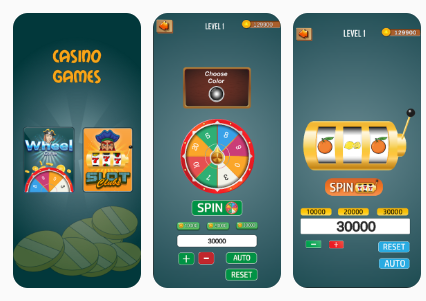 CASINO
GAMES
Wheel
SLOT
Clubs
LEVEL 1
129900
Choose
Color
SPIN
30000
+
-
AUTO
RESET
LEVEL 1
129900
SPIN
10000
20000
30000
30000
-
+
RESET
AUTO